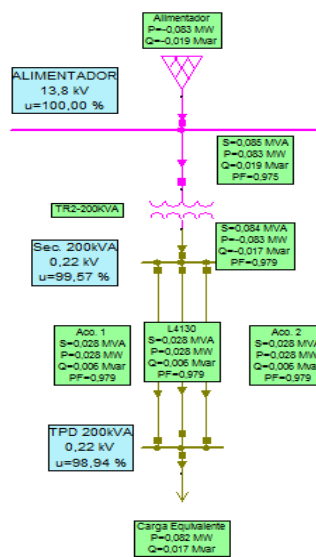 Alimentador
P=-0,083 MW
Q=-0,019 Mvar
ALIMENTADOR
13,8 kV
u=100,00 %
S=0,085 MVA
P=0,083 MW
Q=0,019 Mvar
PF=0,975
TR2-200KVA
S=0,084 MVA
P=-0,083 MW
Q=-0,017 Mvar
PF=0,979
Sec. 200kVA
0,22 kV
u=99,57 %
Aco. 1
S=0,028 MVA
P=0,028 MW
Q=0,006 Mvar
PF=0,979
L4130
S=0,028 MVA
P=0,028 MW
Q=0,006 Mvar
PF=0,979
Aco. 2
S=0,028 MVA
P=0,028 MW
Q=0,006 Mvar
PF=0,979
TPD 200kVA
0,22 kV
u=98,94 %
Carga Equivalente
P=0,082 MW
Q=0,017 Mvar